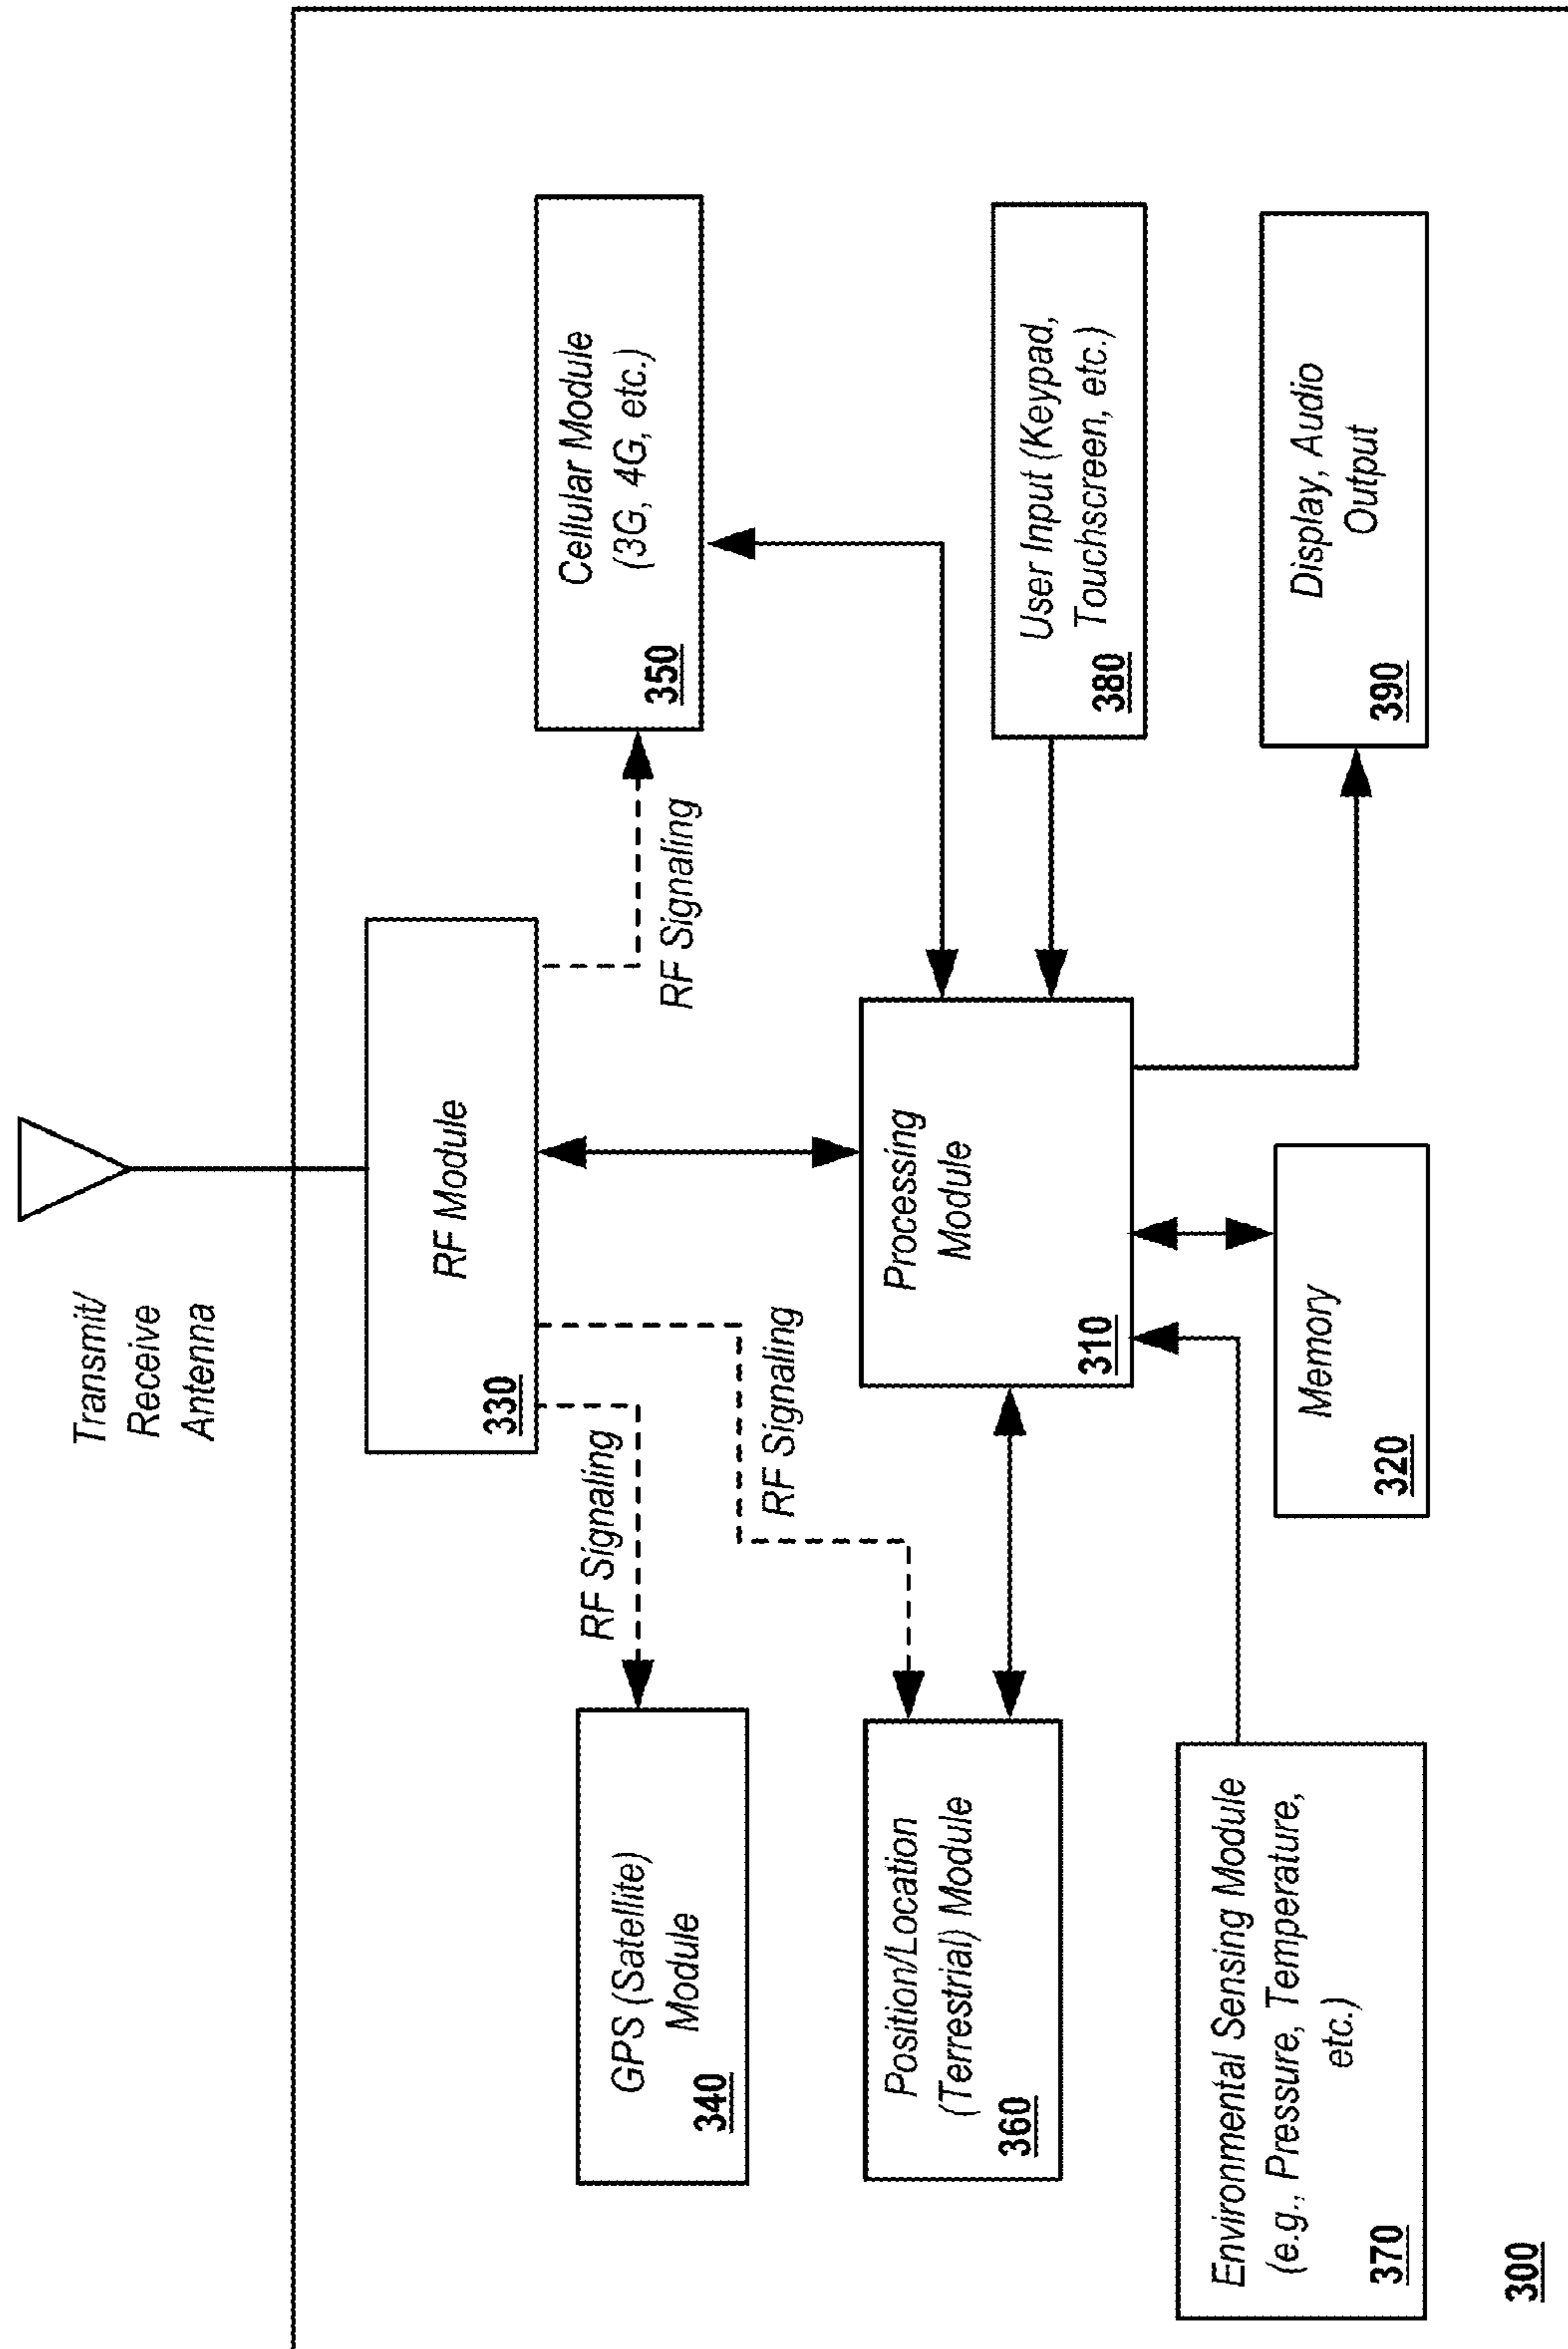 Transmit/
Receive
Antenna
RF Module
330
RF Signaling
RF Signaling
RF Signaling
GPS (Satellite)
Module
340
Cellular Module
(3G, 4G, etc.)
350
Position/Location
(Terrestrial) Module
360
Processing
Module
310
User Input (Keypad,
Touchscreen, etc.)
380
Environmental Sensing Module
(e.g., Pressure, Temperature,
etc.)
370
Memory
320
Display, Audio
Output
390
300